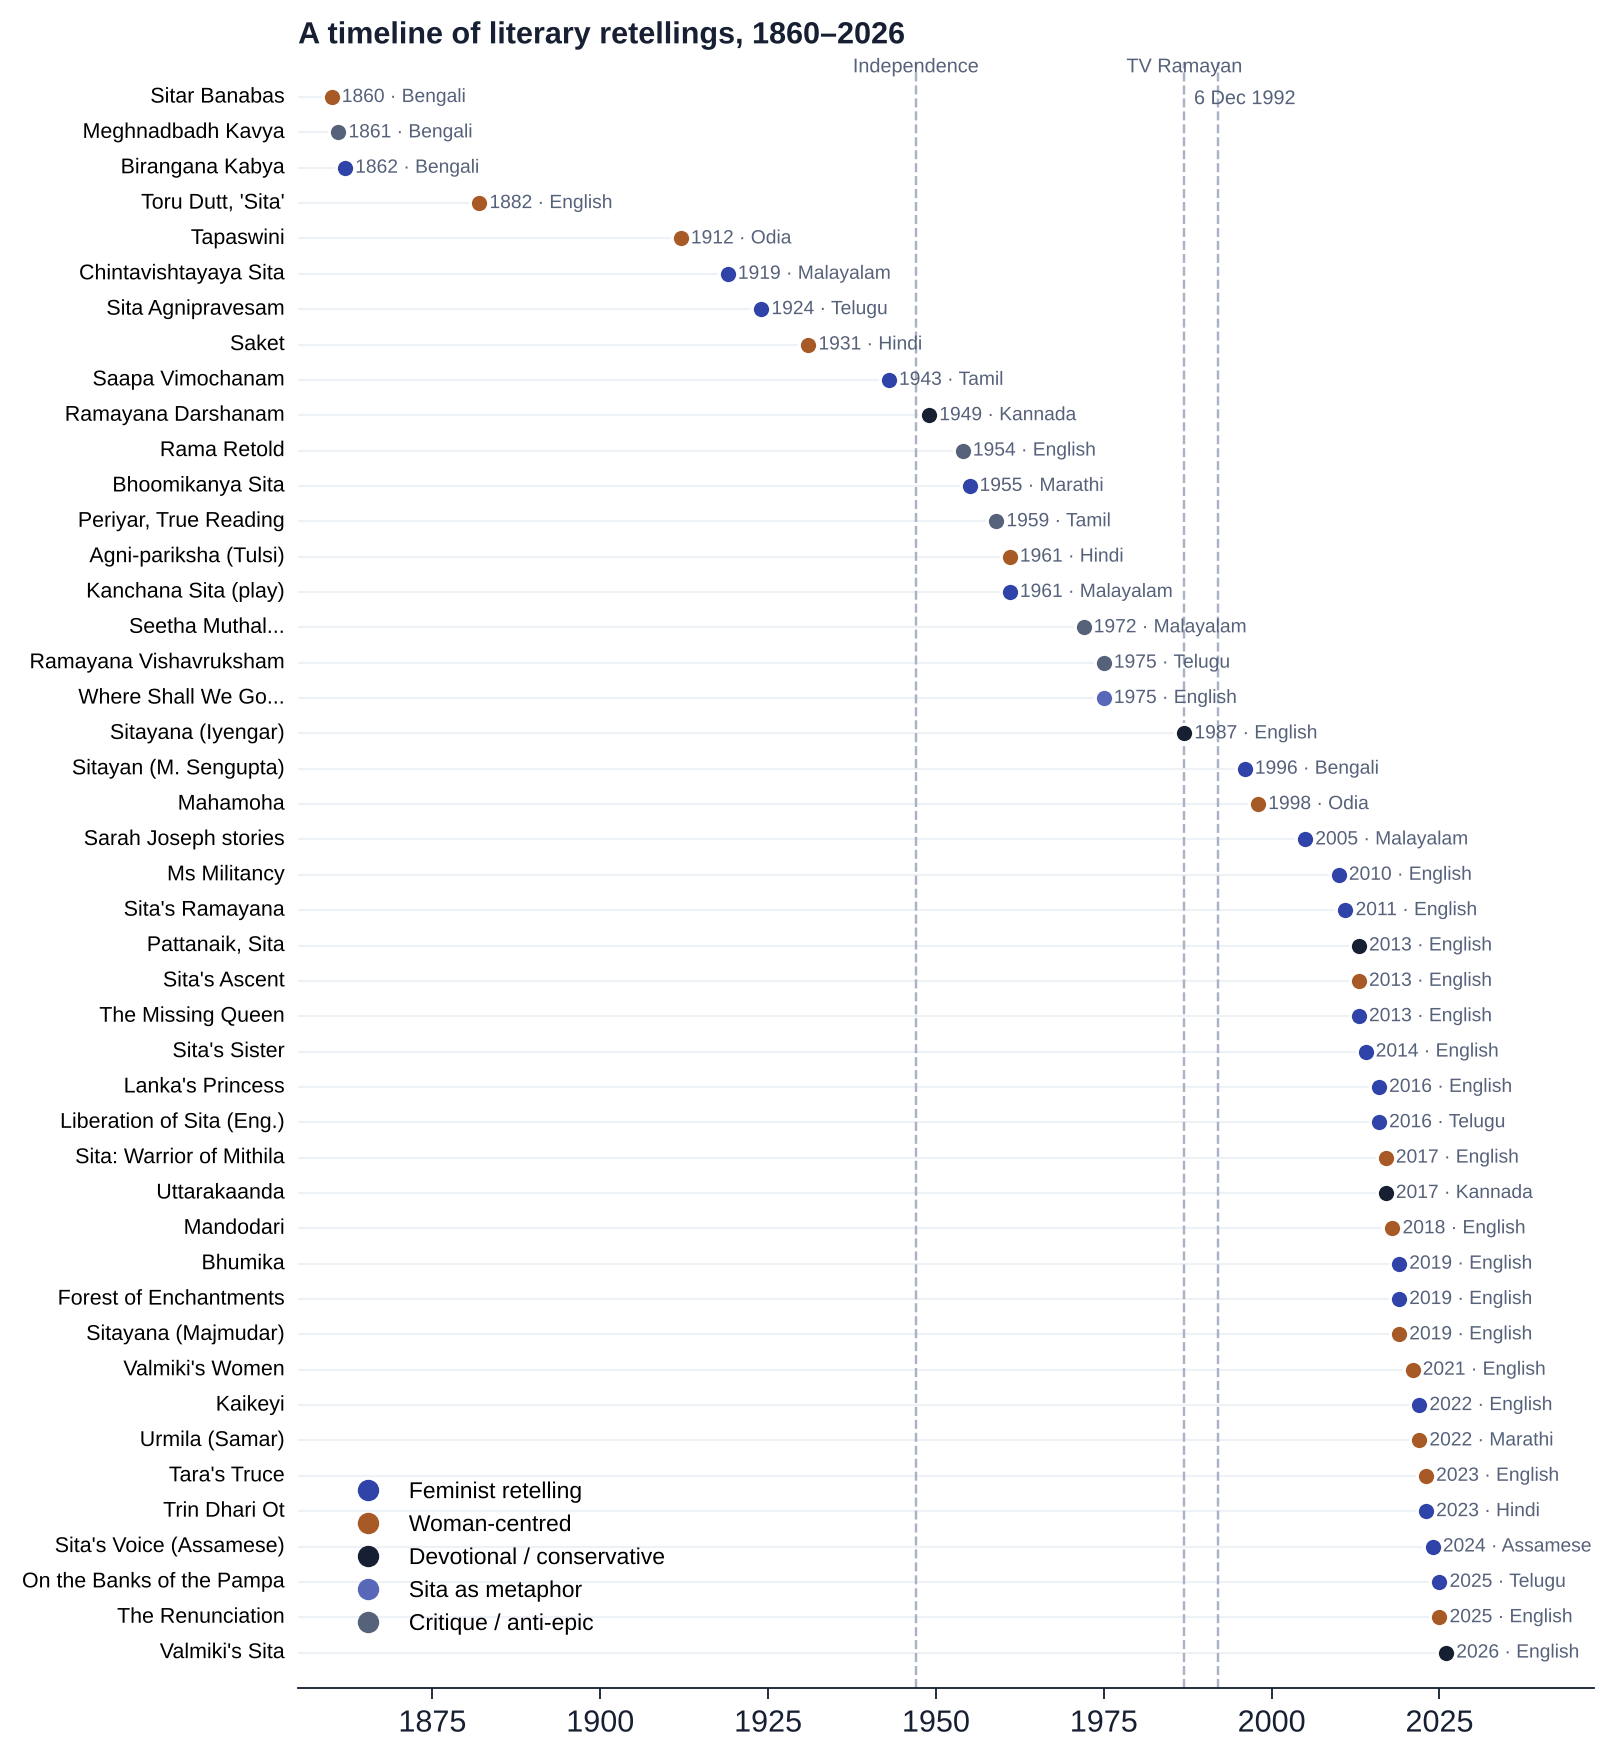 A timeline of literary retellings, 1860–2026
Independence
TV Ramayan
6 Dec 1992
Sitar Banabas 1860 · Bengali
Meghnadbadh Kavya 1861 · Bengali
Birangana Kabya 1862 · Bengali
Toru Dutt, 'Sita' 1882 · English
Tapaswini 1912 · Odia
Chintavishtayaya Sita 1919 · Malayalam
Sita Agnipravesam 1924 · Telugu
Saket 1931 · Hindi
Saapa Vimochanam 1943 · Tamil
Ramayana Darshanam 1949 · Kannada
Rama Retold 1954 · English
Bhoomikanya Sita 1955 · Marathi
Periyar, True Reading 1959 · Tamil
Agni-pariksha (Tulsi) 1961 · Hindi
Kanchana Sita (play) 1961 · Malayalam
Seetha Muthal... 1972 · Malayalam
Ramayana Vishavruksham 1975 · Telugu
Where Shall We Go... 1975 · English
Sitayana (Iyengar) 1987 · English
Sitayan (M. Sengupta) 1996 · Bengali
Mahamoha 1998 · Odia
Sarah Joseph stories 2005 · Malayalam
Ms Militancy 2010 · English
Sita's Ramayana 2011 · English
Pattanaik, Sita 2013 · English
Sita's Ascent 2013 · English
The Missing Queen 2013 · English
Sita's Sister 2014 · English
Lanka's Princess 2016 · English
Liberation of Sita (Eng.) 2016 · Telugu
Sita: Warrior of Mithila 2017 · English
Uttarakaanda 2017 · Kannada
Mandodari 2018 · English
Bhumika 2019 · English
Forest of Enchantments 2019 · English
Sitayana (Majmudar) 2019 · English
Valmiki's Women 2021 · English
Kaikeyi 2022 · English
Urmila (Samar) 2022 · Marathi
Tara's Truce 2023 · English
Trin Dhari Ot 2023 · Hindi
Sita's Voice (Assamese) 2024 · Assamese
On the Banks of the Pampa 2025 · Telugu
The Renunciation 2025 · English
Valmiki's Sita 2026 · English
Feminist retelling
Woman-centred
Devotional / conservative
Sita as metaphor
Critique / anti-epic
1875 1900 1925 1950 1975 2000 2025